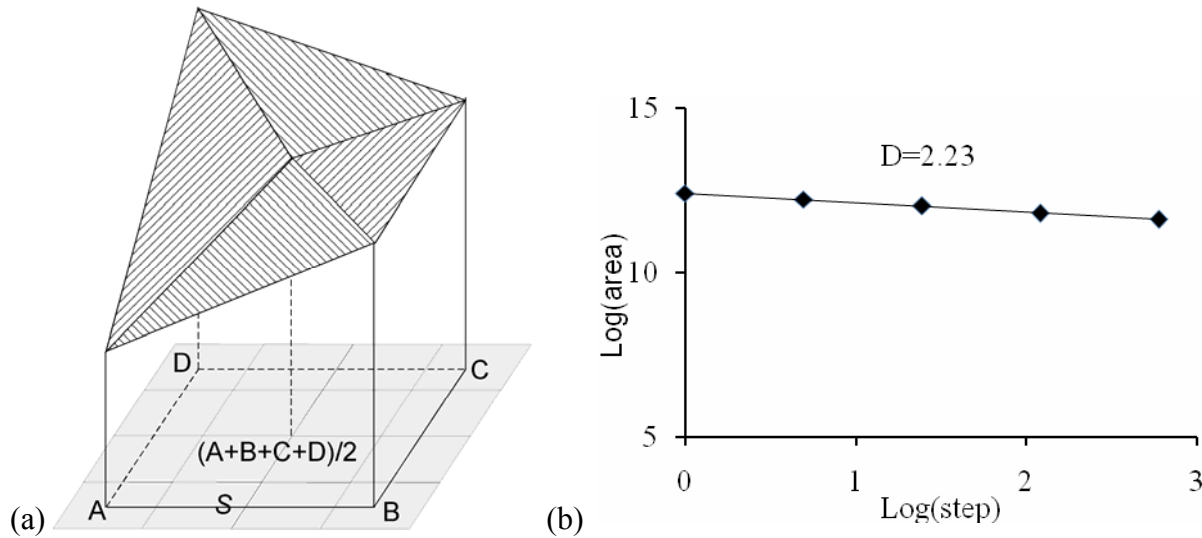 D
C
(A+B+C+D)/2
A
S
B
(a)
15
D=2.23
10
5
Log(area)
0
1
2
3
Log(step)
(b)